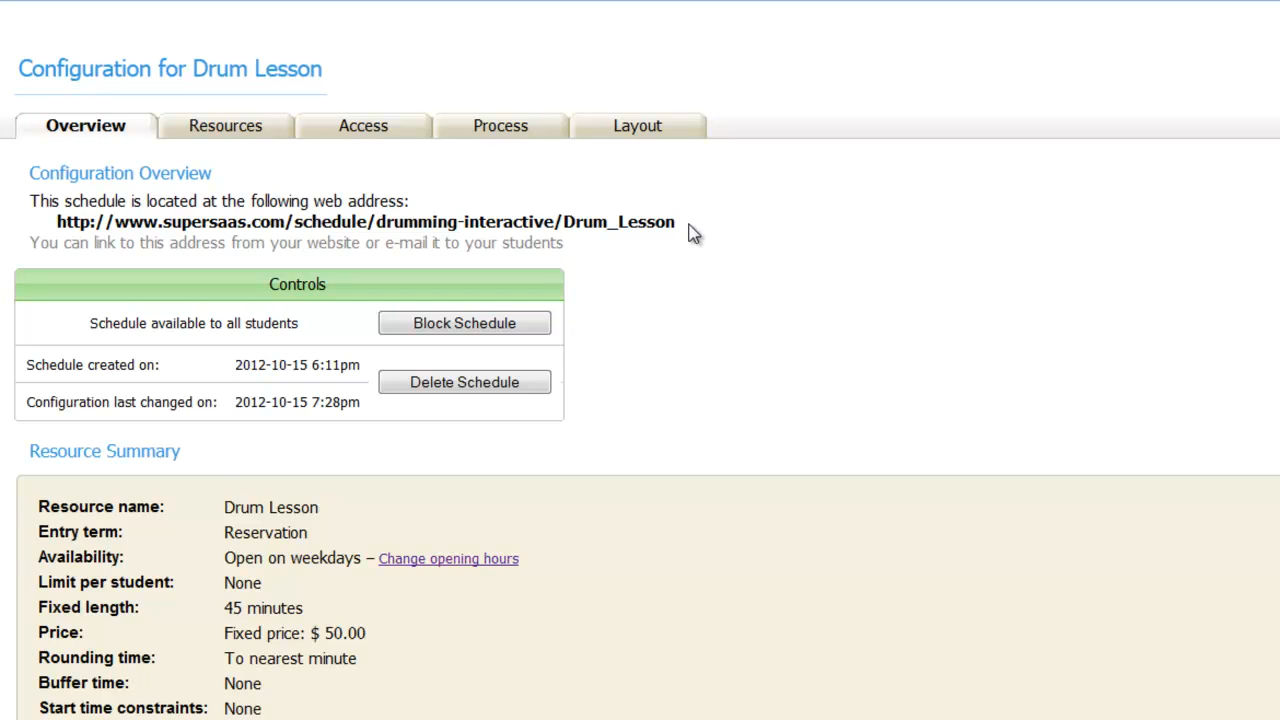 Configuration for Drum Lesson
Overview Resources Access Process Layout
Configuration Overview
This schedule is located at the following web address:
http://www.supersaas.com/schedule/drumming-interactive/Drum_Lesson
You can link to this address from your website or e-mail it to your students
Controls
Schedule available to all students Block Schedule
Schedule created on: 2012-10-15 6:11pm
Delete Schedule
Configuration last changed on: 2012-10-15 7:28pm
Resource Summary
Resource name: Drum Lesson
Entry term: Reservation
Availability: Open on weekdays – Change opening hours
Limit per student: None
Fixed length: 45 minutes
Price: Fixed price: $ 50.00
Rounding time: To nearest minute
Buffer time: None
Start time constraints: None